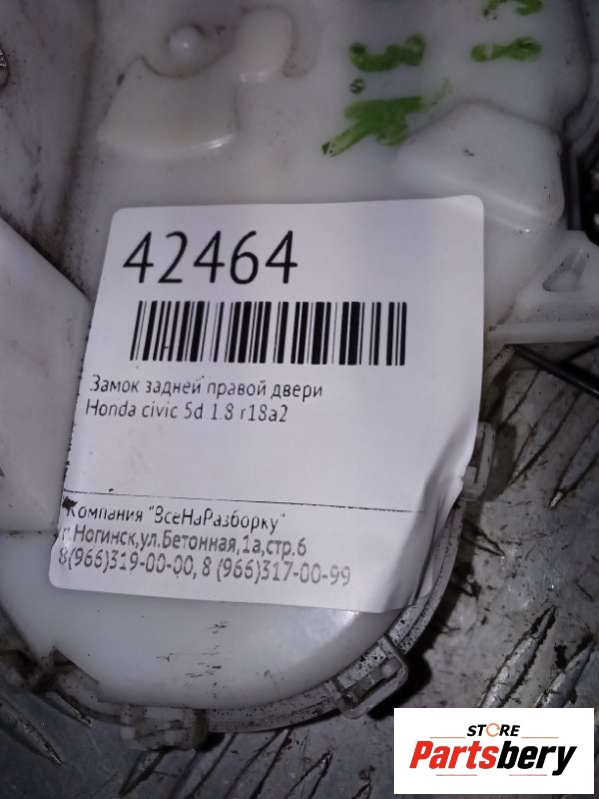 42464
Замок задней правой двери
Honda civic 5d 1.8 r18a2
Компания "ВсеНаРазборку"
г.Ногинск,ул.Бетонная,1а,стр.6
8(966)319-00-00, 8 (966)317-00-99
STORE
Partsbery